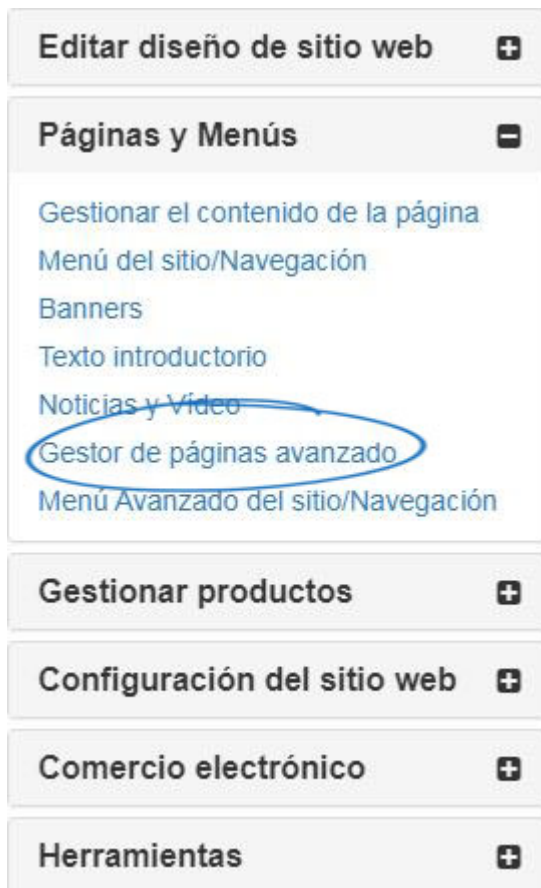 Editar diseño de sitio web
Páginas y Menús
Gestionar el contenido de la página
Menú del sitio/Navegación
Banners
Texto introductorio
Noticias y Vídeo
Gestor de páginas avanzado
Menú Avanzado del sitio/Navegación
Gestionar productos
Configuración del sitio web
Comercio electrónico
Herramientas